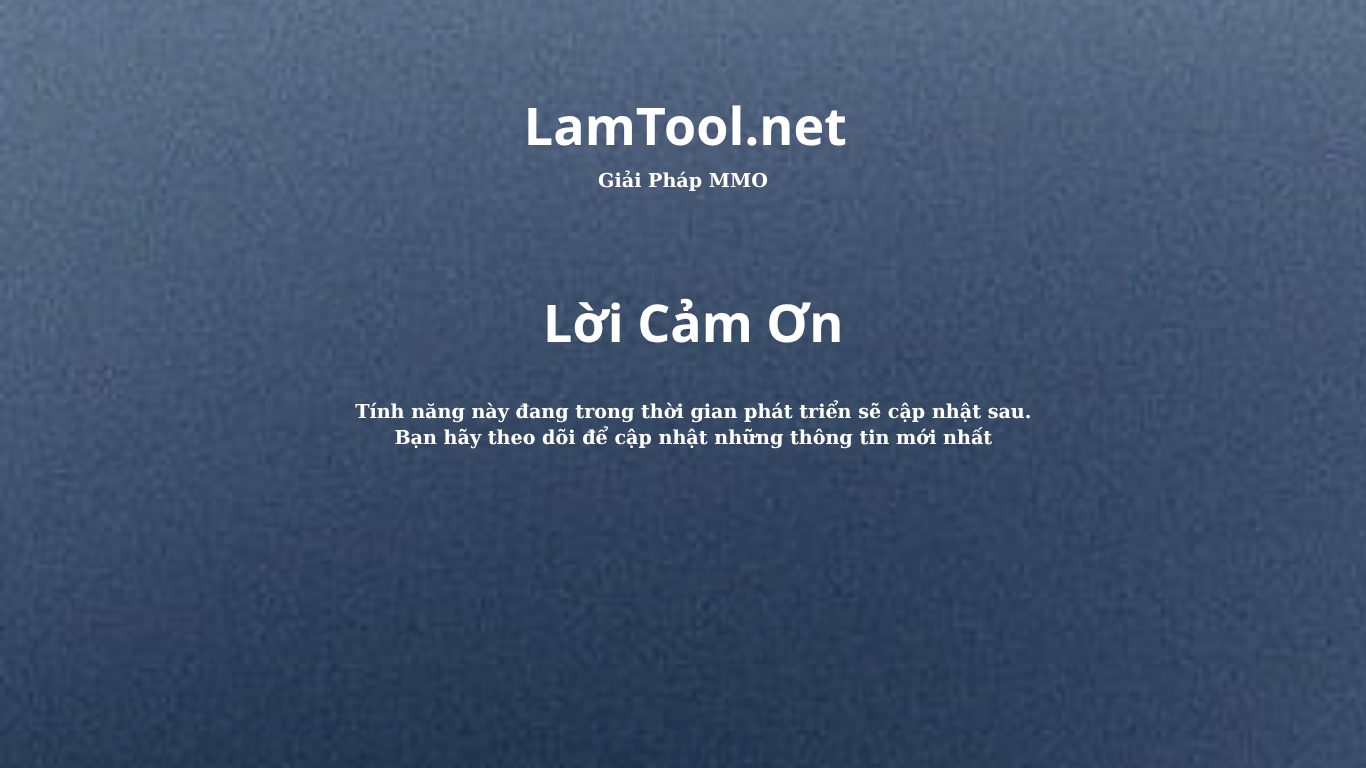 LamTool.net
Giải Pháp MMO
Lời Cảm Ơn
Tính năng này đang trong thời gian phát triển sẽ cập nhật sau.
Bạn hãy theo dõi để cập nhật những thông tin mới nhất